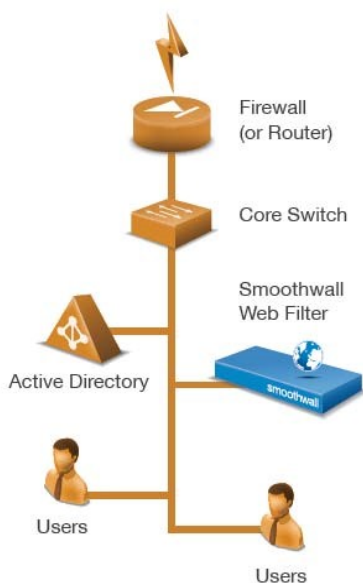 Firewall
(or Router)
Core Switch
Smoothwall
Web Filter
Active Directory
smoothwall
Users
Users